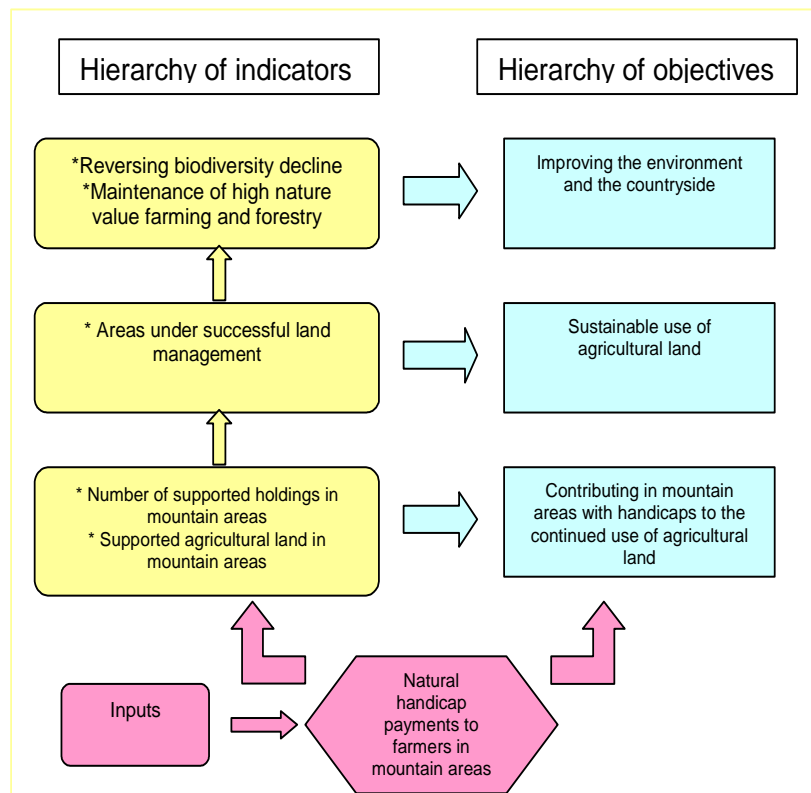 Hierarchy of indicators
Hierarchy of objectives
*Reversing biodiversity decline
*Maintenance of high nature
value farming and forestry
Improving the environment
and the countryside
* Areas under successful land
management
Sustainable use of
agricultural land
* Number of supported holdings in
mountain areas
* Supported agricultural land in
mountain areas
Contributing in mountain
areas with handicaps to the
continued use of agricultural
land
Inputs
Natural
handicap
payments to
farmers in
mountain areas